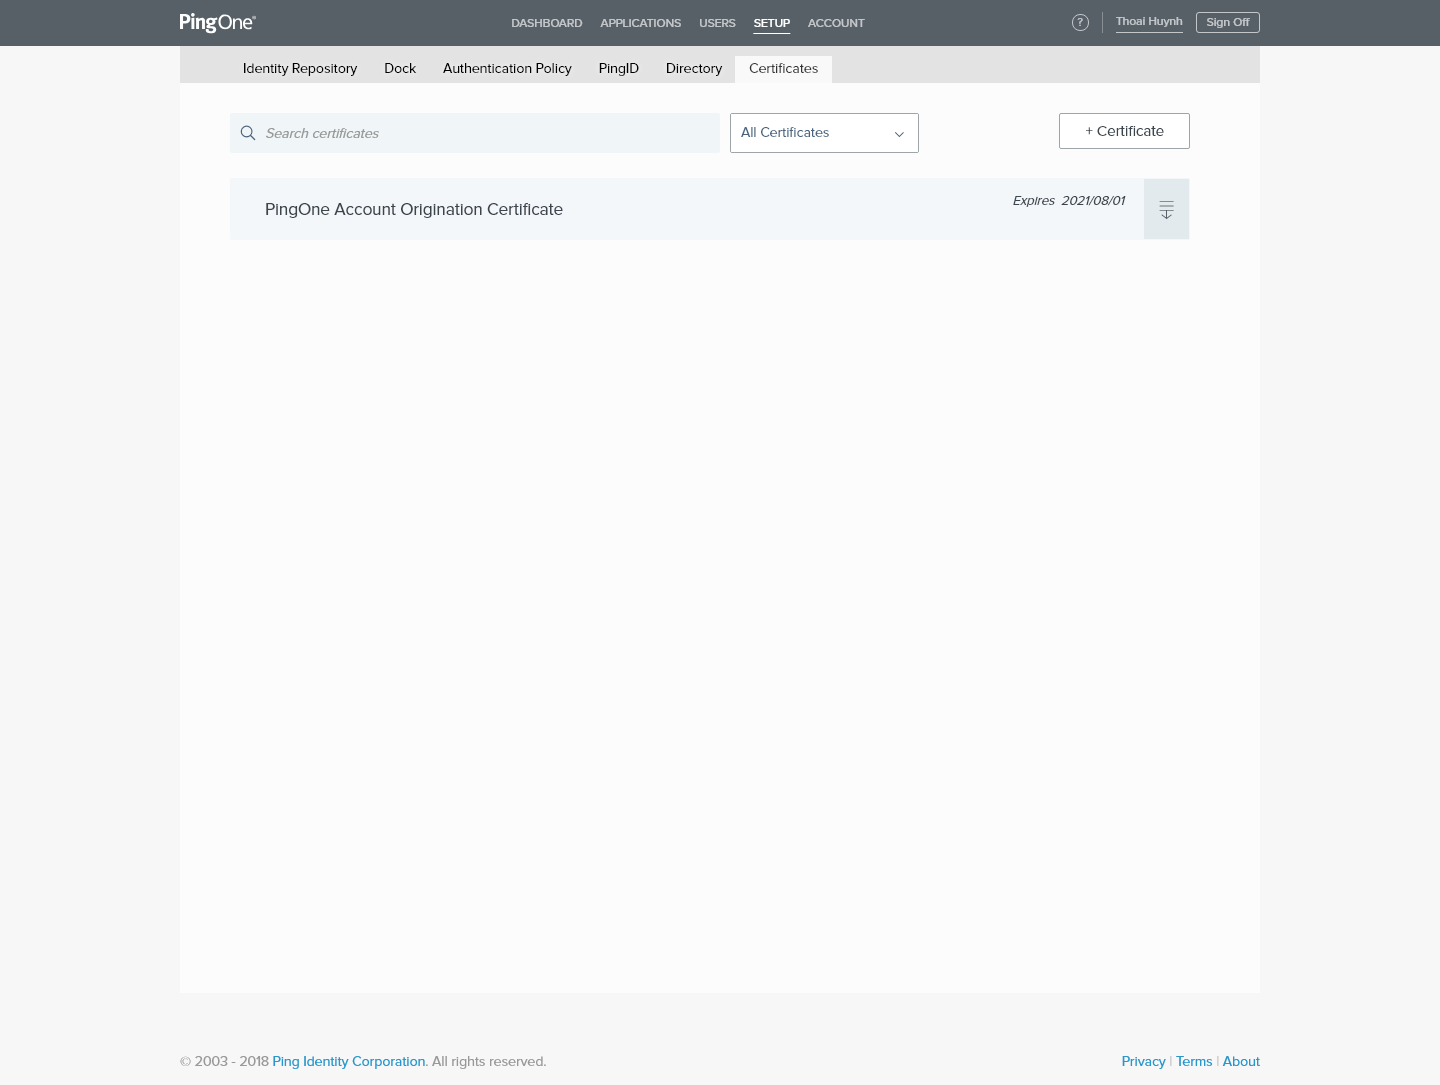 PingOne® DASHBOARD APPLICATIONS USERS SETUP ACCOUNT ? Thoai Huynh Sign Off
Identity Repository Dock Authentication Policy PingID Directory Certificates
Search certificates All Certificates + Certificate
PingOne Account Origination Certificate Expires 2021/08/01
© 2003 - 2018 Ping Identity Corporation. All rights reserved. Privacy | Terms | About